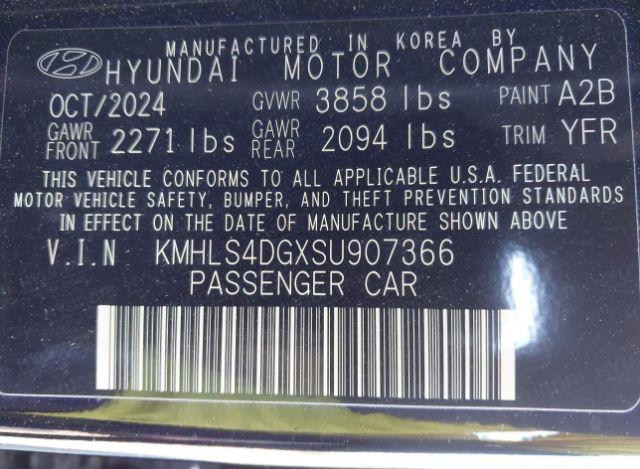 MANUFACTURED IN KOREA BY
HYUNDAI MOTOR COMPANY
OCT/2024 GVWR 3858 lbs PAINT A2B
GAWR FRONT 2271 lbs GAWR REAR 2094 lbs TRIM YFR
THIS VEHICLE CONFORMS TO ALL APPLICABLE U.S.A. FEDERAL
MOTOR VEHICLE SAFETY, BUMPER, AND THEFT PREVENTION STANDARDS
IN EFFECT ON THE DATE OF MANUFACTURE SHOWN ABOVE
V.I.N KMHLS4DGXSU907366
PASSENGER CAR